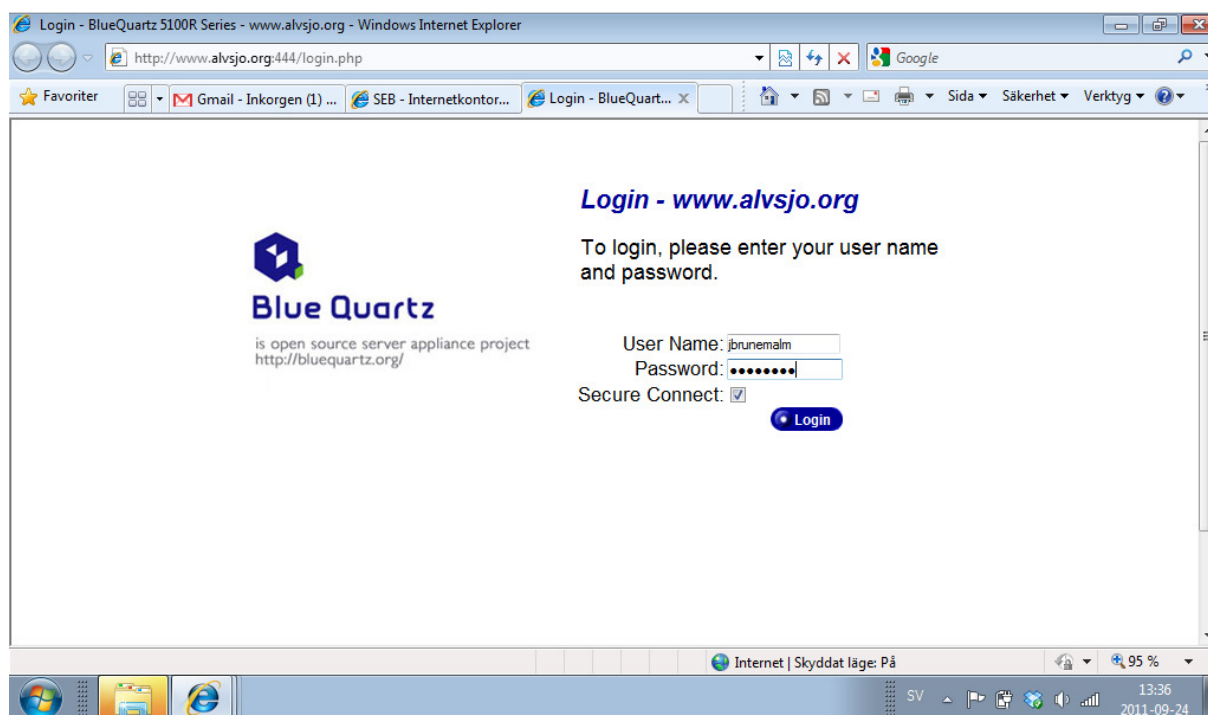 Login - BlueQuartz 5100R Series - www.alvsjo.org - Windows Internet Explorer
http://www.alvsjo.org:444/login.php
Google
Favoriter
Gmail - Inkorgen (1) ...
SEB - Internetkontor...
Login - BlueQuart...
Sida
Säkerhet
Verktyg
Login - www.alvsjo.org
To login, please enter your user name
and password.
Blue Quartz
is open source server appliance project
http://bluequartz.org/
User Name: jbrunemalm
Password: ••••••••
Secure Connect:
Login
Internet | Skyddat läge: På
95 %
SV
13:36
2011-09-24